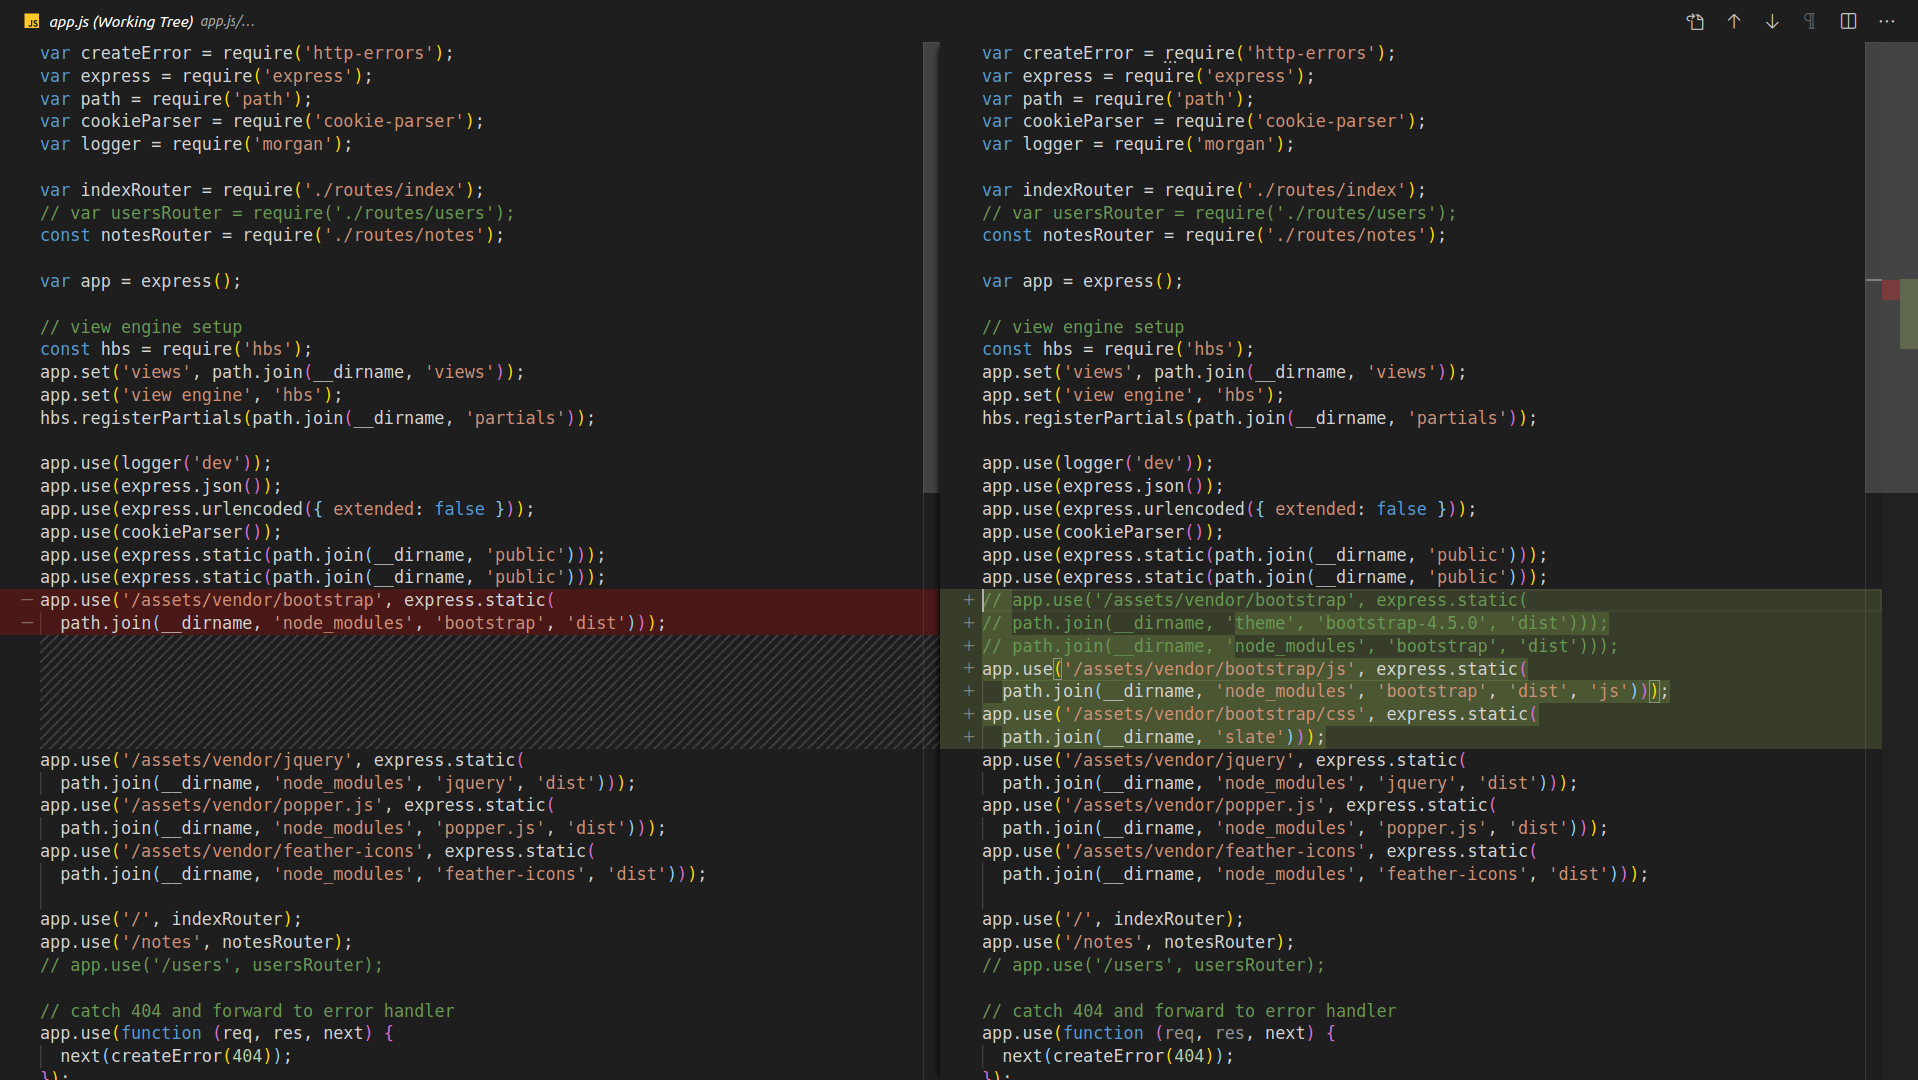 app.js (Working Tree) app.js/...
var createError = require('http-errors');
var express = require('express');
var path = require('path');
var cookieParser = require('cookie-parser');
var logger = require('morgan');
var indexRouter = require('./routes/index');
// var usersRouter = require('./routes/users');
const notesRouter = require('./routes/notes');
var app = express();
// view engine setup
const hbs = require('hbs');
app.set('views', path.join(__dirname, 'views'));
app.set('view engine', 'hbs');
hbs.registerPartials(path.join(__dirname, 'partials'));
app.use(logger('dev'));
app.use(express.json());
app.use(express.urlencoded({ extended: false }));
app.use(cookieParser());
app.use(express.static(path.join(__dirname, 'public')));
app.use(express.static(path.join(__dirname, 'public')));
app.use('/assets/vendor/bootstrap', express.static(
path.join(__dirname, 'node_modules', 'bootstrap', 'dist')));
app.use('/assets/vendor/jquery', express.static(
path.join(__dirname, 'node_modules', 'jquery', 'dist')));
app.use('/assets/vendor/popper.js', express.static(
path.join(__dirname, 'node_modules', 'popper.js', 'dist')));
app.use('/assets/vendor/feather-icons', express.static(
path.join(__dirname, 'node_modules', 'feather-icons', 'dist')));
app.use('/', indexRouter);
app.use('/notes', notesRouter);
// app.use('/users', usersRouter);
// catch 404 and forward to error handler
app.use(function (req, res, next) {
next(createError(404));
});
var createError = require('http-errors');
var express = require('express');
var path = require('path');
var cookieParser = require('cookie-parser');
var logger = require('morgan');
var indexRouter = require('./routes/index');
// var usersRouter = require('./routes/users');
const notesRouter = require('./routes/notes');
var app = express();
// view engine setup
const hbs = require('hbs');
app.set('views', path.join(__dirname, 'views'));
app.set('view engine', 'hbs');
hbs.registerPartials(path.join(__dirname, 'partials'));
app.use(logger('dev'));
app.use(express.json());
app.use(express.urlencoded({ extended: false }));
app.use(cookieParser());
app.use(express.static(path.join(__dirname, 'public')));
app.use(express.static(path.join(__dirname, 'public')));
// app.use('/assets/vendor/bootstrap', express.static(
// path.join(__dirname, 'theme', 'bootstrap-4.5.0', 'dist')));
// path.join(__dirname, 'node_modules', 'bootstrap', 'dist')));
app.use('/assets/vendor/bootstrap/js', express.static(
path.join(__dirname, 'node_modules', 'bootstrap', 'dist', 'js')));
app.use('/assets/vendor/bootstrap/css', express.static(
path.join(__dirname, 'slate')));
app.use('/assets/vendor/jquery', express.static(
path.join(__dirname, 'node_modules', 'jquery', 'dist')));
app.use('/assets/vendor/popper.js', express.static(
path.join(__dirname, 'node_modules', 'popper.js', 'dist')));
app.use('/assets/vendor/feather-icons', express.static(
path.join(__dirname, 'node_modules', 'feather-icons', 'dist')));
app.use('/', indexRouter);
app.use('/notes', notesRouter);
// app.use('/users', usersRouter);
// catch 404 and forward to error handler
app.use(function (req, res, next) {
next(createError(404));
});